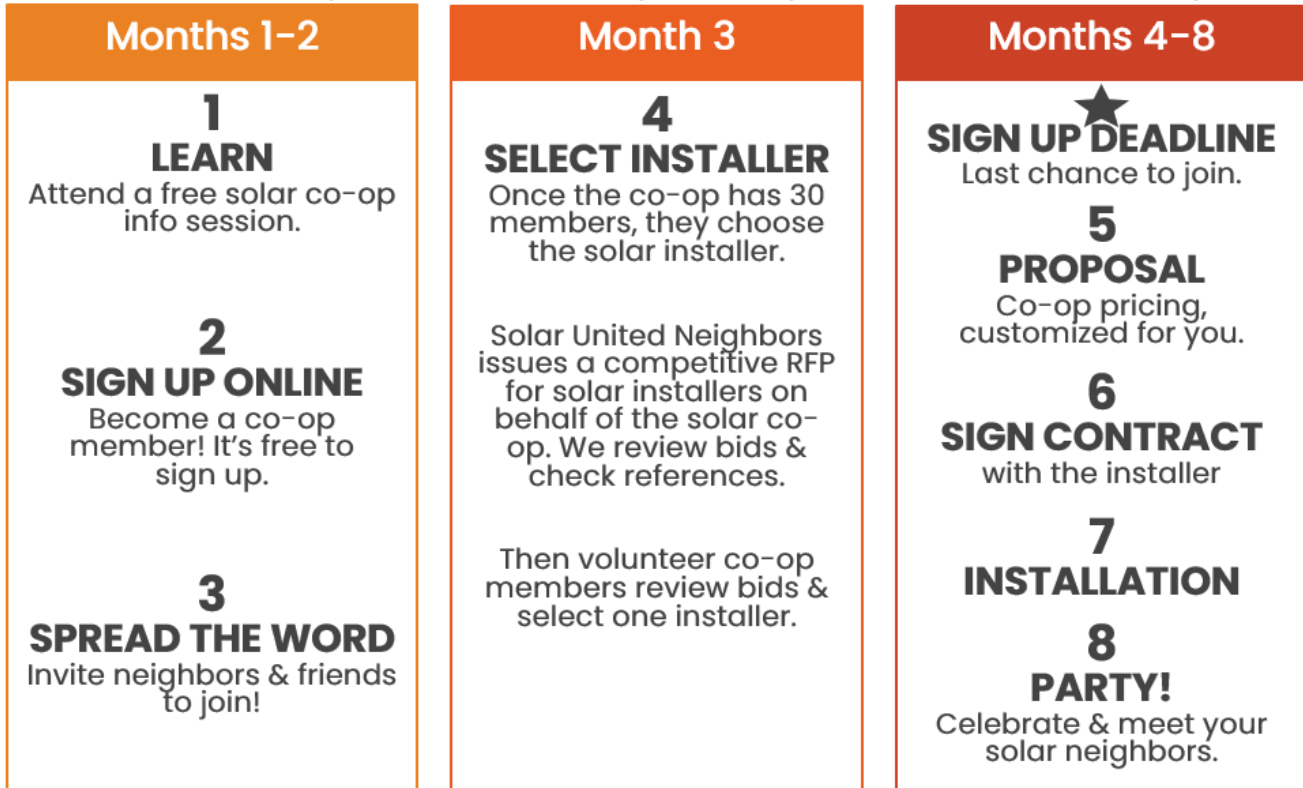 Months 1-2
1
LEARN
Attend a free solar co-op
info session.
2
SIGN UP ONLINE
Become a co-op
member! It's free to
sign up.
3
SPREAD THE WORD
Invite neighbors & friends
to join!
Month 3
4
SELECT INSTALLER
Once the co-op has 30
members, they choose
the solar installer.
Solar United Neighbors
issues a competitive RFP
for solar installers on
behalf of the solar co-
op. We review bids &
check references.
Then volunteer co-op
members review bids &
select one installer.
Months 4-8
SIGN UP DEADLINE
Last chance to join.
5
PROPOSAL
Co-op pricing,
customized for you.
6
SIGN CONTRACT
with the installer
7
INSTALLATION
8
PARTY!
Celebrate & meet your
solar neighbors.